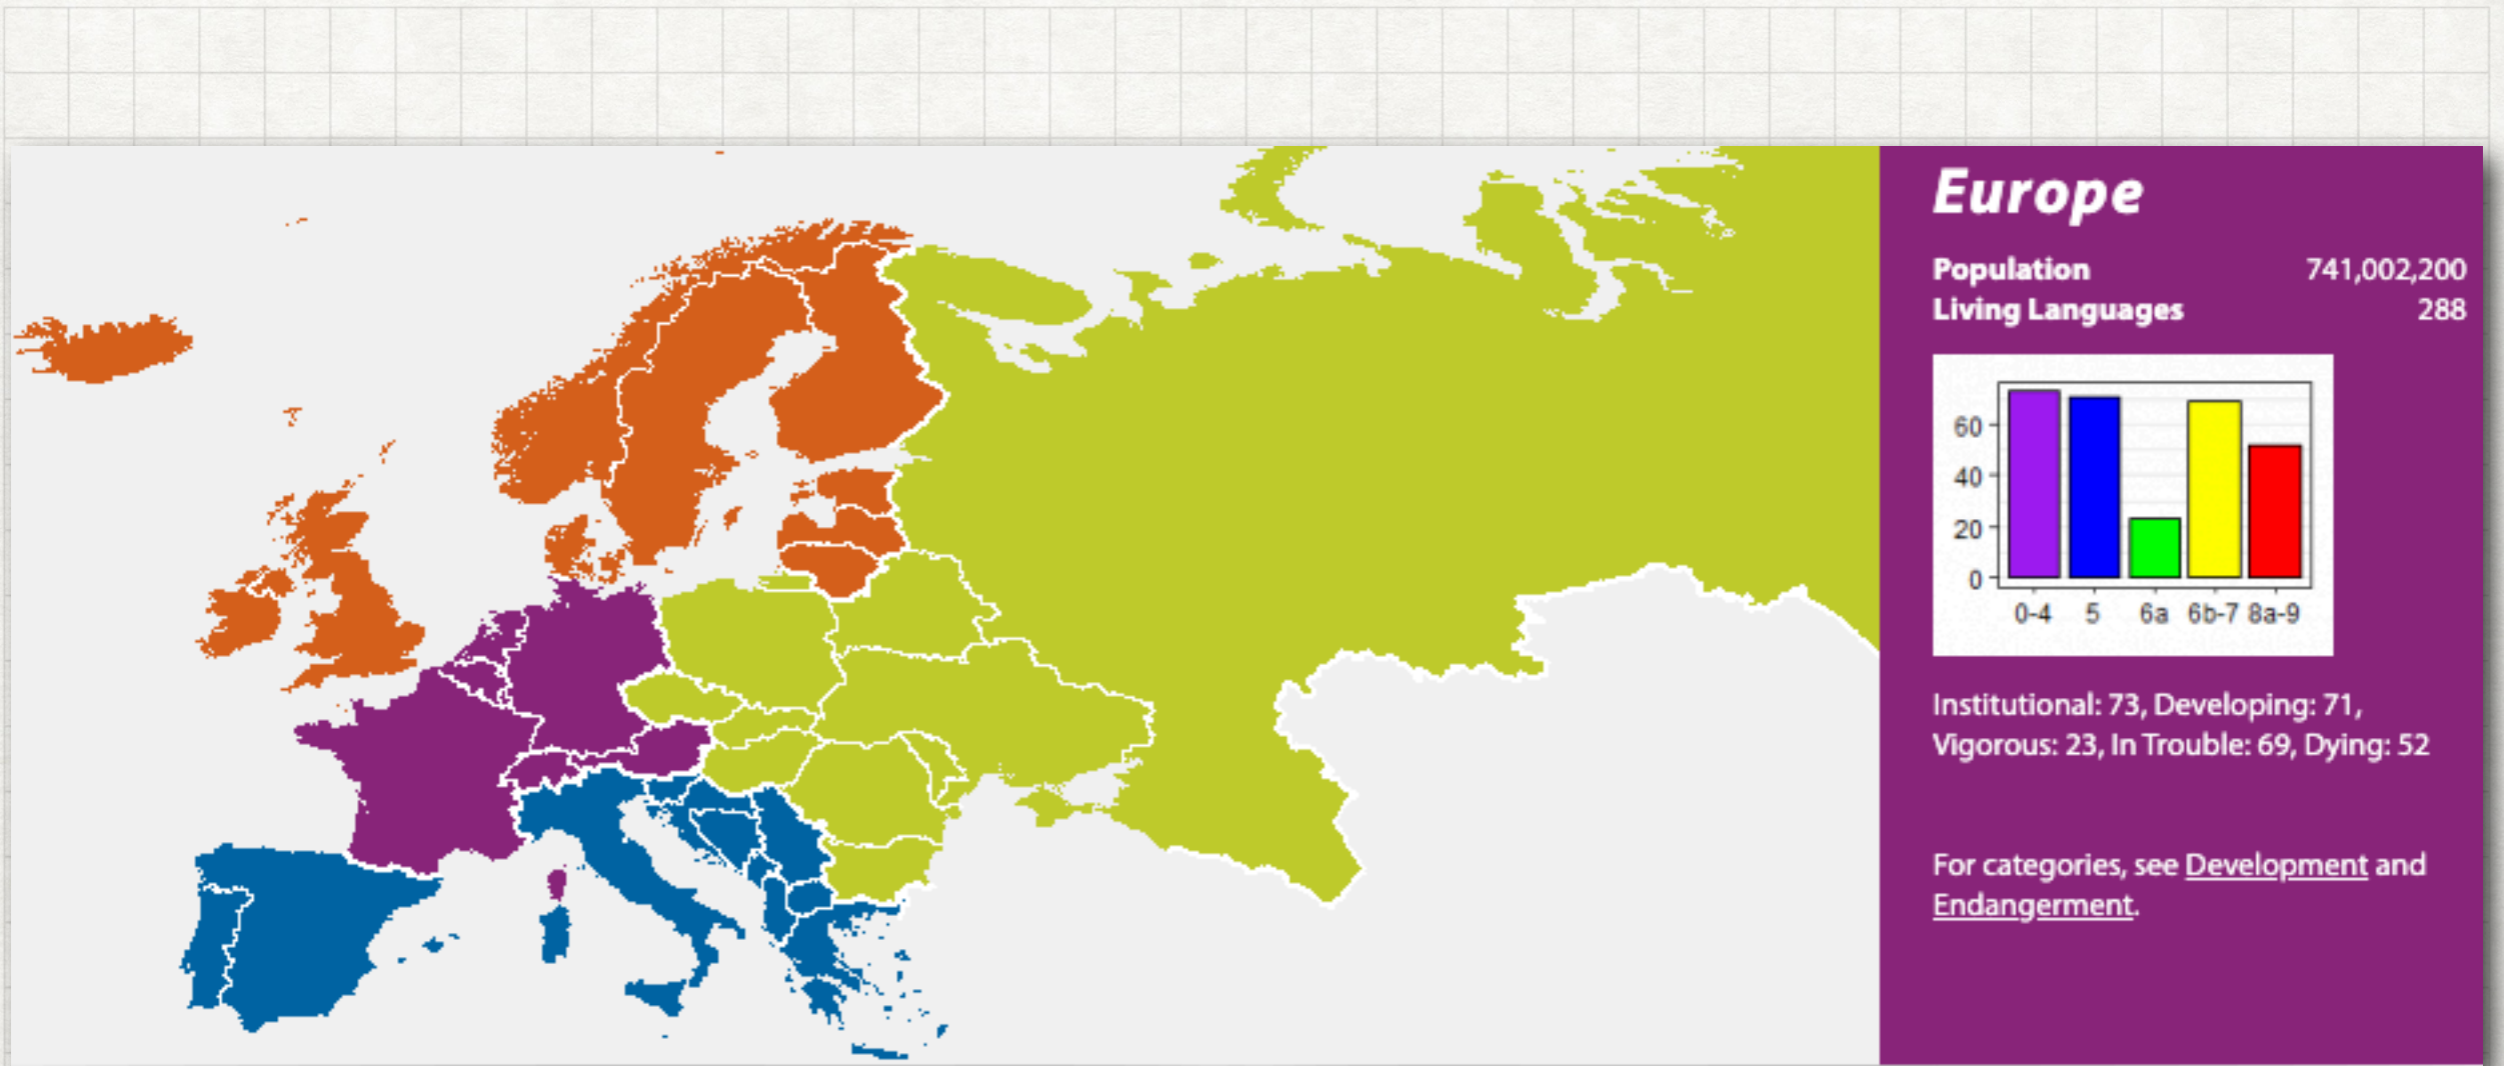 Europe
Population 741,002,200
Living Languages 288
60
40
20
0
0-4 5 6a 6b-7 8a-9
Institutional: 73, Developing: 71,
Vigorous: 23, In Trouble: 69, Dying: 52
For categories, see Development and
Endangerment.